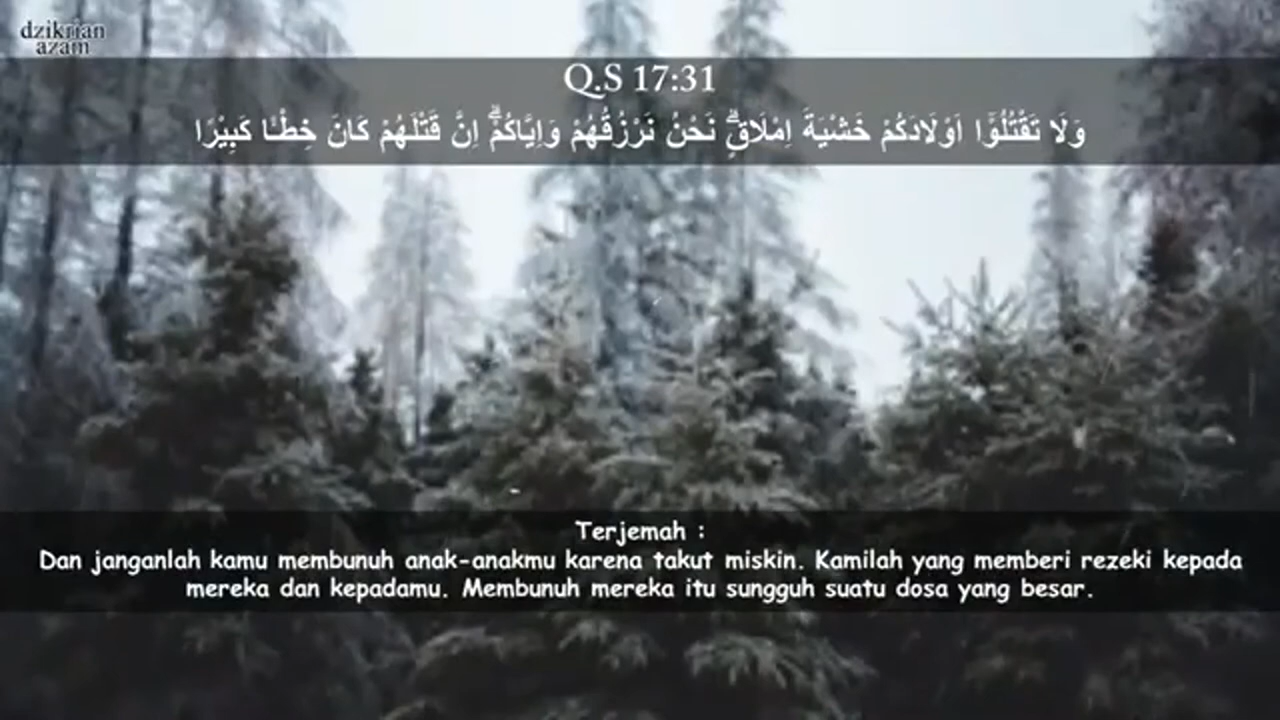 dzikrian
azam
Q.S 17:31
وَلَا تَقْتُلُوْٓا اَوْلَادَكُمْ خَشْيَةَ اِمْلَاقٍۗ نَحْنُ نَرْزُقُهُمْ وَاِيَّاكُمْۗ اِنَّ قَتْلَهُمْ كَانَ خِطْـًٔا كَبِيْرًا
Terjemah :
Dan janganlah kamu membunuh anak-anakmu karena takut miskin. Kamilah yang memberi rezeki kepada
mereka dan kepadamu. Membunuh mereka itu sungguh suatu dosa yang besar.